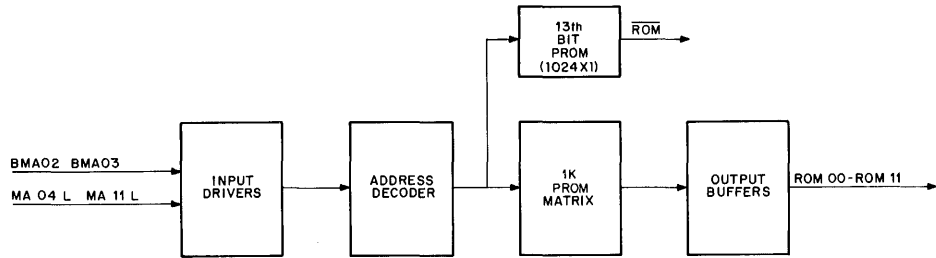 13th
BIT
PROM
(1024X1)
ROM
BMA02 BMA03
MA 04 L MA 11 L
INPUT
DRIVERS
ADDRESS
DECODER
1K
PROM
MATRIX
OUTPUT
BUFFERS
ROM 00-ROM 11